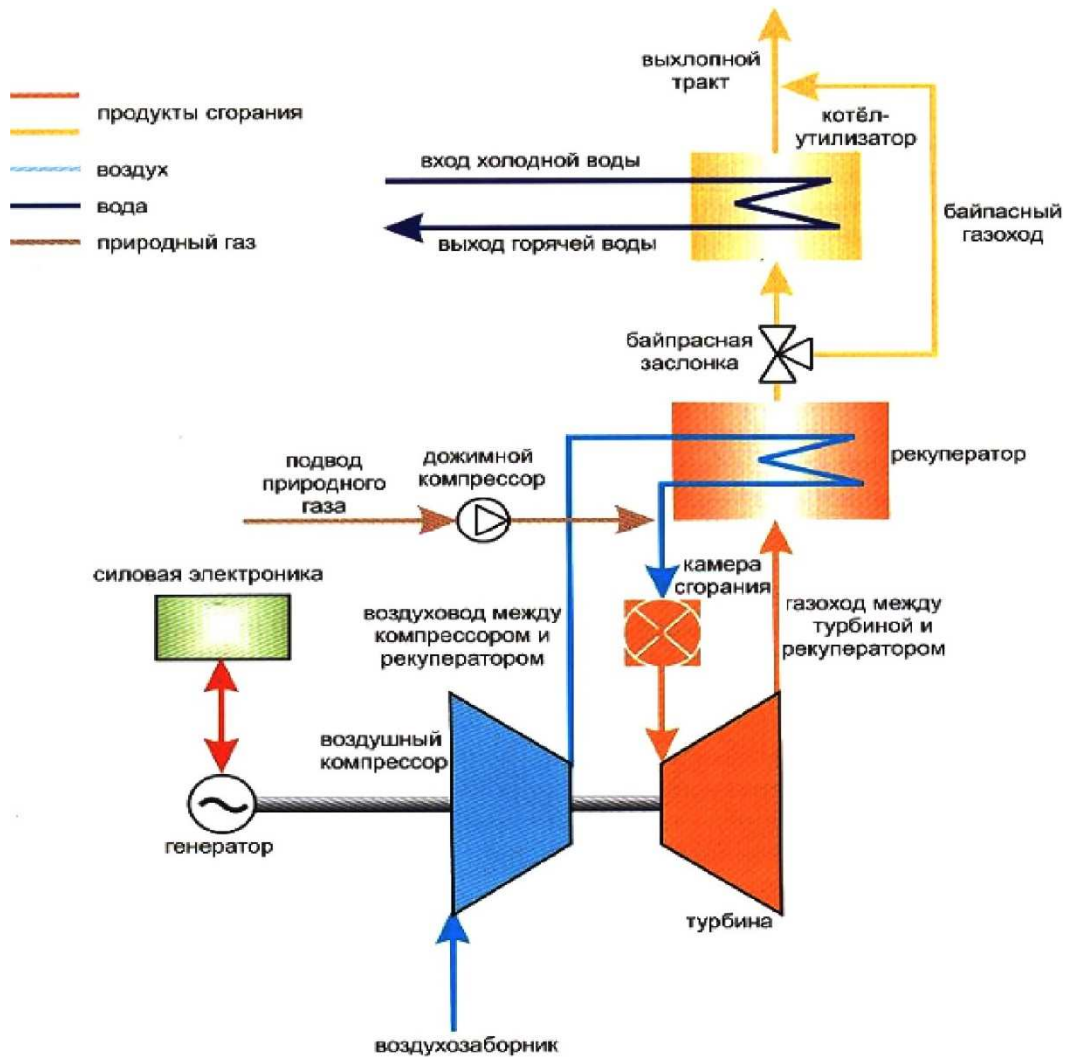 выхлопной
тракт
продукты сгорания
котёл-
утилизатор
воздух
вход холодной воды
вода
байпасный
газоход
природный газ
выход горячей воды
байпрасная
заслонка
рекуператор
подвод
природного
газа
дожимной
компрессор
силовая электроника
камера
сгорания
воздуховод между
компрессором и
рекуператором
газоход между
турбиной и
рекуператором
воздушный
компрессор
генератор
турбина
воздухозаборник